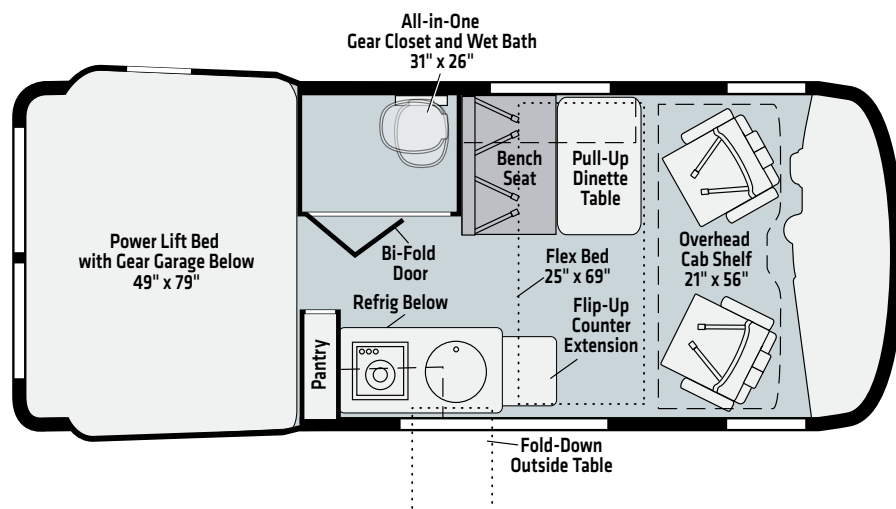 All-in-One
Gear Closet and Wet Bath
31" x 26"
Bench
Seat
Pull-Up
Dinette
Table
Power Lift Bed
with Gear Garage Below
49" x 79"
Bi-Fold
Door
Flex Bed
25" x 69"
Overhead
Cab Shelf
21" x 56"
Refrig Below
Flip-Up
Counter
Extension
Pantry
Fold-Down
Outside Table